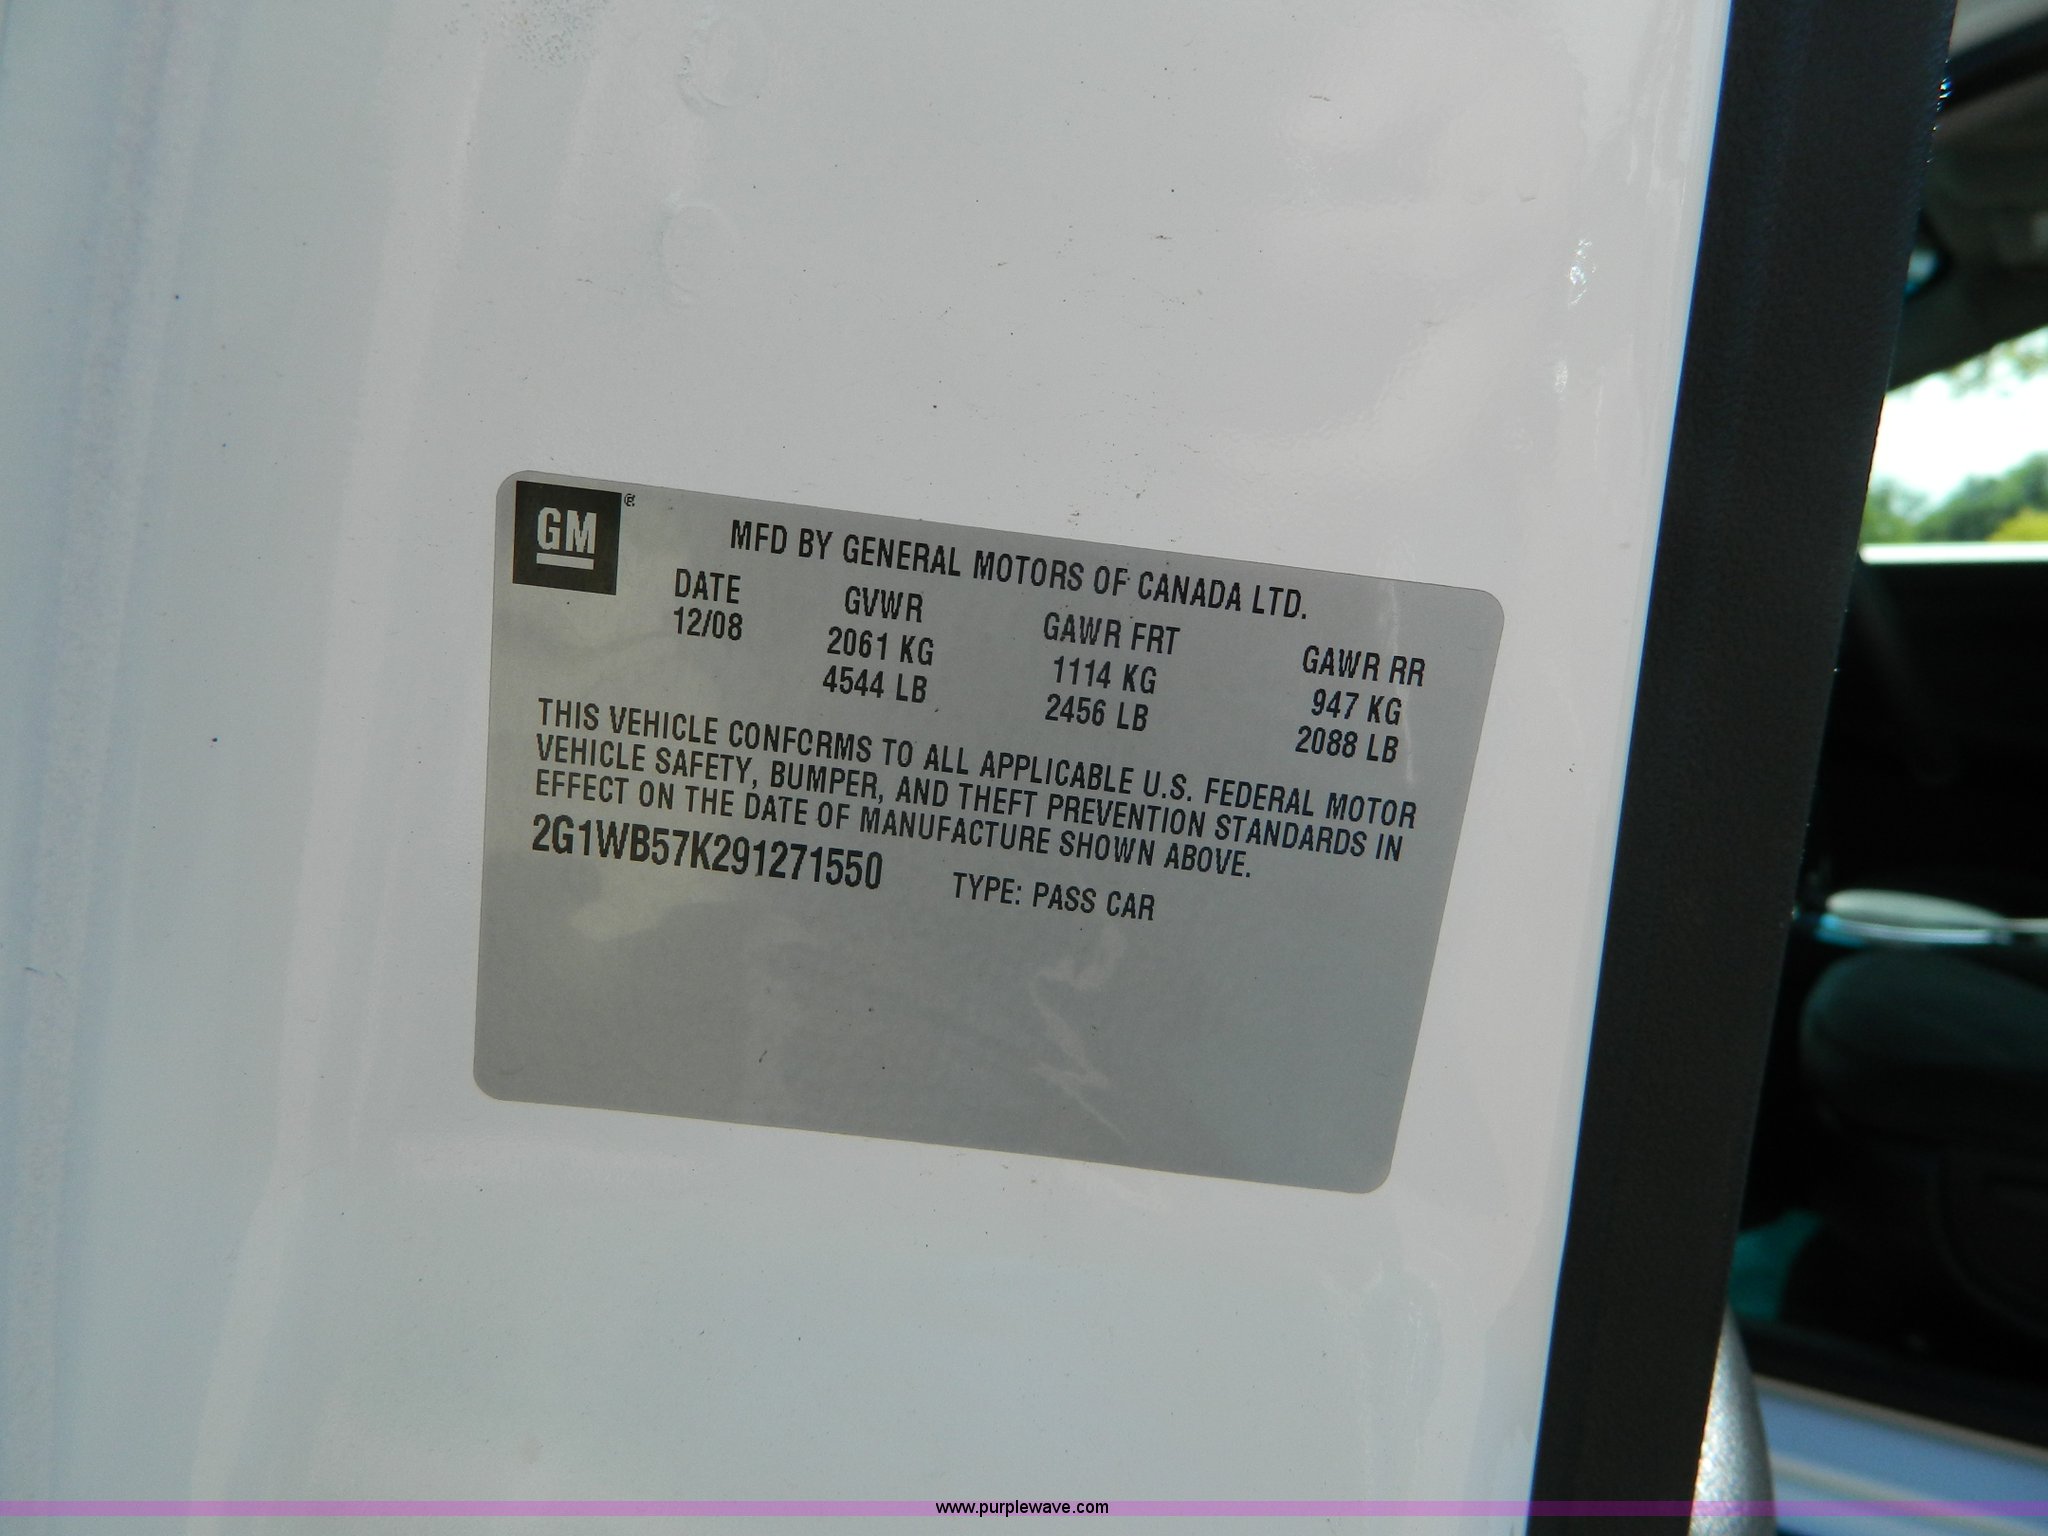 GM ®
MFD BY GENERAL MOTORS OF CANADA LTD.
DATE GVWR GAWR FRT GAWR RR
12/08 2061 KG 1114 KG 947 KG
4544 LB 2456 LB 2088 LB
THIS VEHICLE CONFORMS TO ALL APPLICABLE U.S. FEDERAL MOTOR
VEHICLE SAFETY, BUMPER, AND THEFT PREVENTION STANDARDS IN
EFFECT ON THE DATE OF MANUFACTURE SHOWN ABOVE.
2G1WB57K291271550 TYPE: PASS CAR
www.purplewave.com